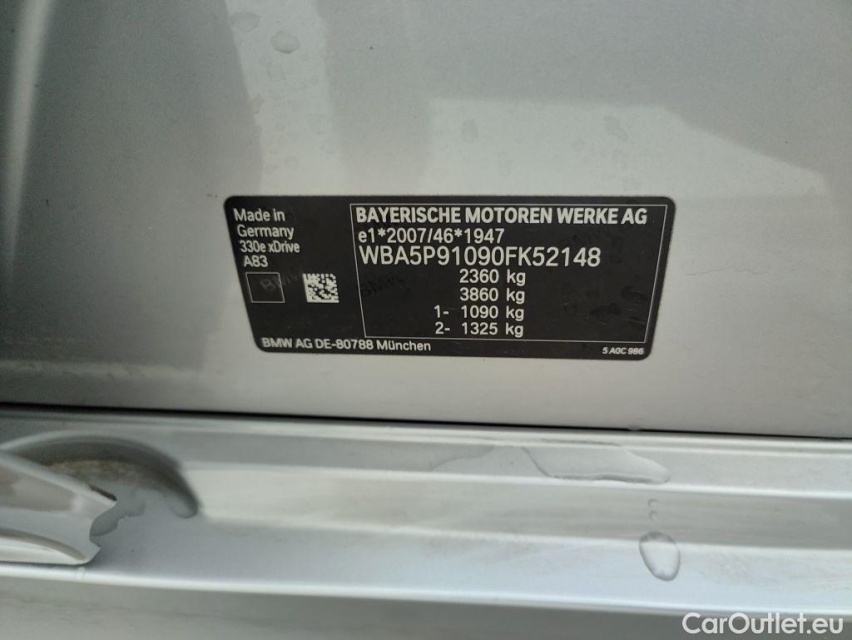 Made in
Germany
330e xDrive
A83
BAYERISCHE MOTOREN WERKE AG
e1*2007/46*1947
WBA5P91090FK52148
2360 kg
3860 kg
1- 1090 kg
2- 1325 kg
BMW AG DE-80788 München
5 A0C 986
CarOutlet.eu